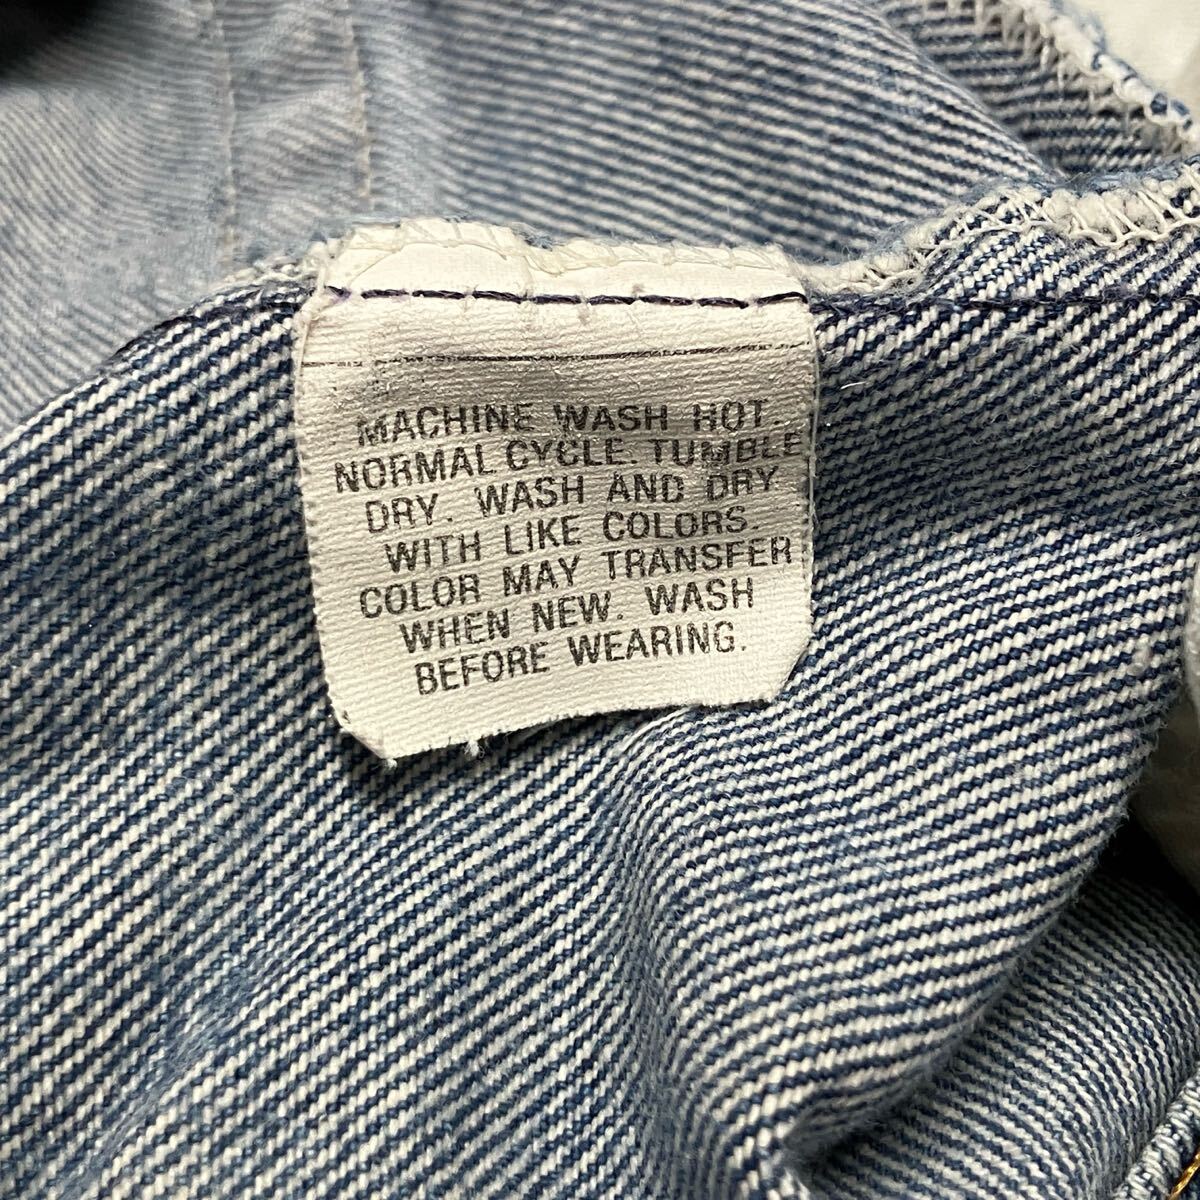 MACHINE WASH HOT.
NORMAL CYCLE. TUMBLE
DRY. WASH AND DRY
WITH LIKE COLORS.
COLOR MAY TRANSFER
WHEN NEW. WASH
BEFORE WEARING.